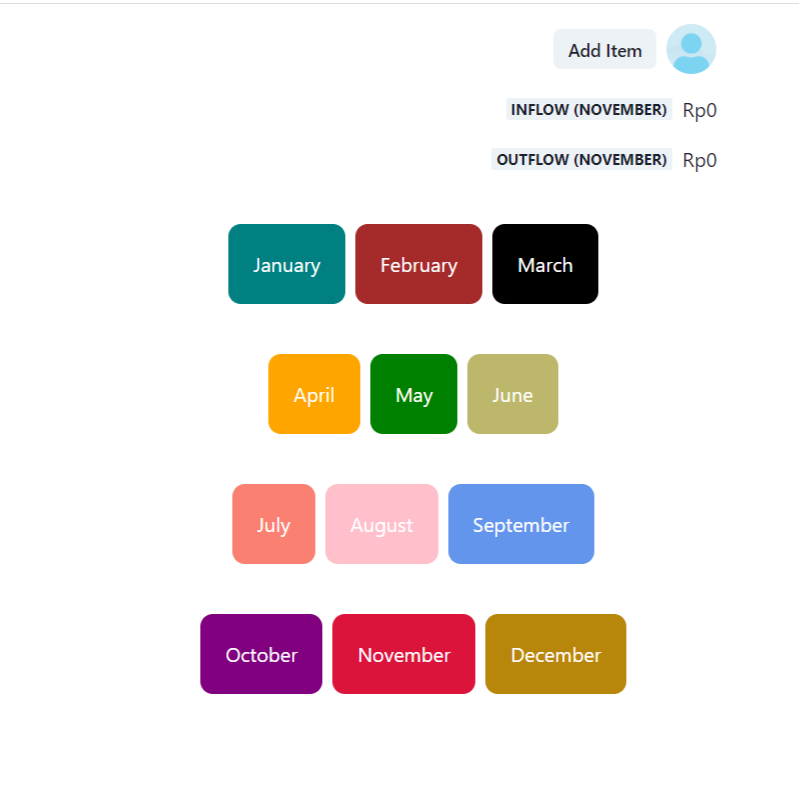 Add Item
INFLOW (NOVEMBER) Rp0
OUTFLOW (NOVEMBER) Rp0
January February March
April May June
July August September
October November December